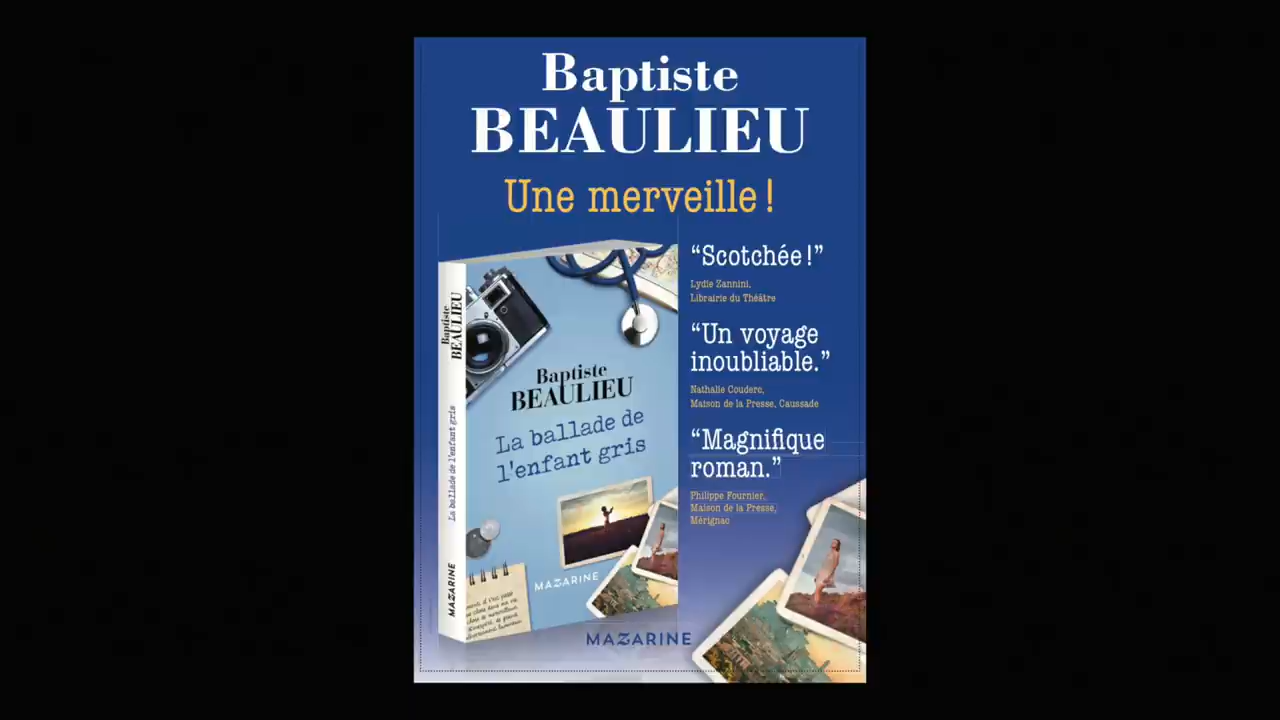 Baptiste
BEAULIEU
Une merveille !
“Scotchée !”
Lydie Zannini,
Librairie du Théâtre
“Un voyage
inoubliable.”
Nathalie Couderc,
Maison de la Presse, Caussade
“Magnifique
roman.”
Philippe Fournier,
Maison de la Presse,
Mérignac
Baptiste
BEAULIEU
La ballade de l'enfant gris
MAZARINE
Baptiste
BEAULIEU
La ballade de
l'enfant gris
MAZARINE
MAZARINE